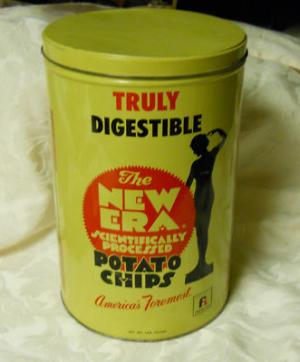 TRULY
DIGESTIBLE
The
NEW
ERA
SCIENTIFICALLY
PROCESSED
POTATO
CHIPS
America's Foremost